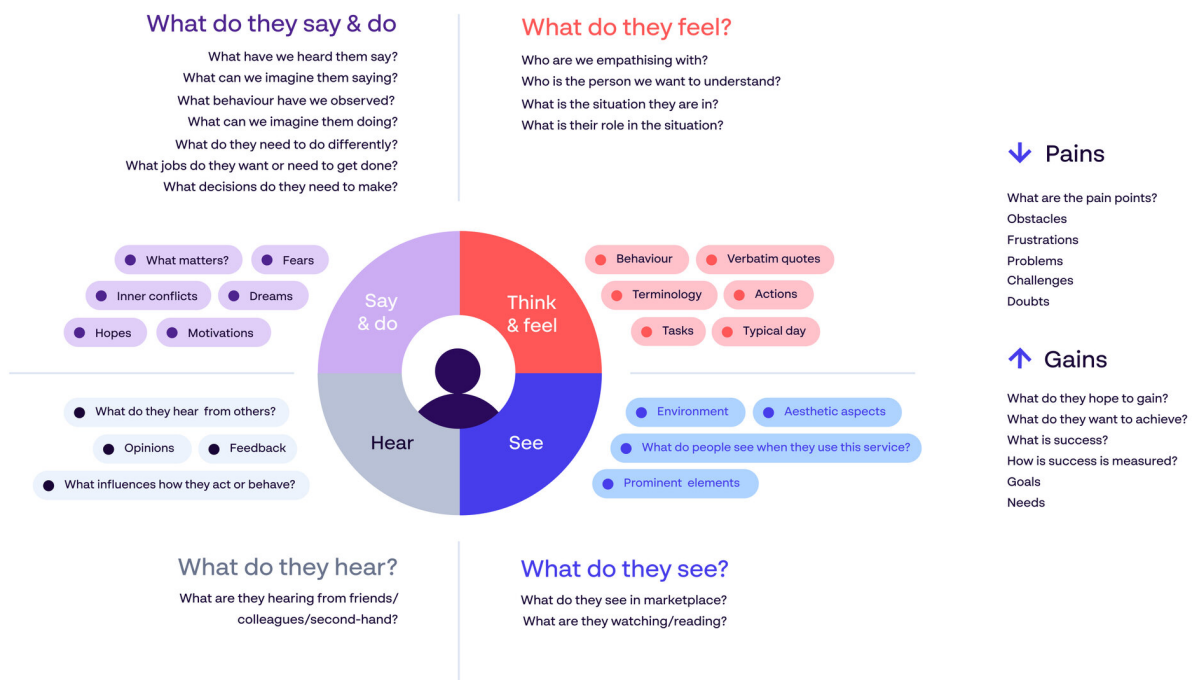 What do they say & do
What have we heard them say?
What can we imagine them saying?
What behaviour have we observed?
What can we imagine them doing?
What do they need to do differently?
What jobs do they want or need to get done?
What decisions do they need to make?
What do they feel?
Who are we empathising with?
Who is the person we want to understand?
What is the situation they are in?
What is their role in the situation?
What matters?
Fears
Inner conflicts
Dreams
Hopes
Motivations
Say
& do
Think
& feel
Behaviour
Verbatim quotes
Terminology
Actions
Tasks
Typical day
What do they hear from others?
Opinions
Feedback
What influences how they act or behave?
Hear
See
Environment
Aesthetic aspects
What do people see when they use this service?
Prominent elements
What do they hear?
What are they hearing from friends/
colleagues/second-hand?
What do they see?
What do they see in marketplace?
What are they watching/reading?
Pains
What are the pain points?
Obstacles
Frustrations
Problems
Challenges
Doubts
Gains
What do they hope to gain?
What do they want to achieve?
What is success?
How is success is measured?
Goals
Needs